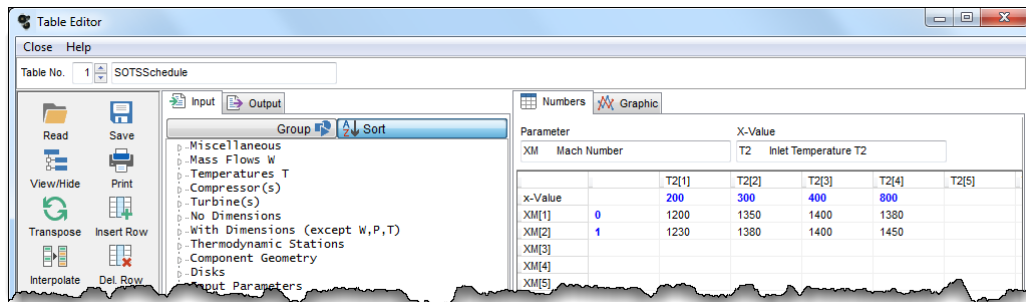 Table Editor
Close Help
Table No. 1 SOTSSchedule
Read Save
View/Hide Print
Transpose Insert Row
Interpolate Del. Row
Input Output
Group Sort
Miscellaneous
Mass Flows W
Temperatures T
Compressor(s)
Turbine(s)
No Dimensions
With Dimensions (except W,P,T)
Thermodynamic Stations
Component Geometry
Disks
Input Parameters
Numbers Graphic
Parameter X-Value
XM Mach Number T2 Inlet Temperature T2
T2[1] T2[2] T2[3] T2[4] T2[5]
x-Value 200 300 400 800
XM[1] 0 1200 1350 1400 1380
XM[2] 1 1230 1380 1400 1450
XM[3]
XM[4]
XM[5]